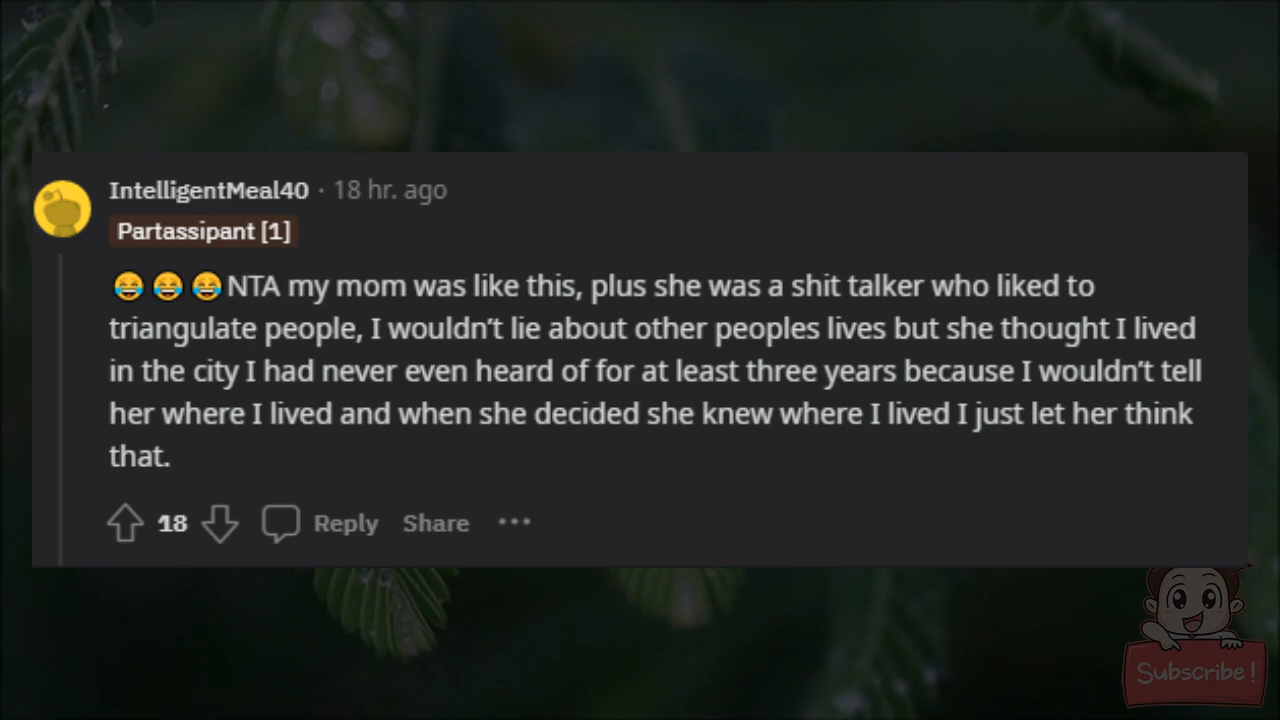 IntelligentMeal40 · 18 hr. ago
Partassipant [1]
😂😂😂NTA my mom was like this, plus she was a shit talker who liked to
triangulate people, I wouldn’t lie about other peoples lives but she thought I lived
in the city I had never even heard of for at least three years because I wouldn’t tell
her where I lived and when she decided she knew where I lived I just let her think
that.
18 Reply Share ···
Subscribe!